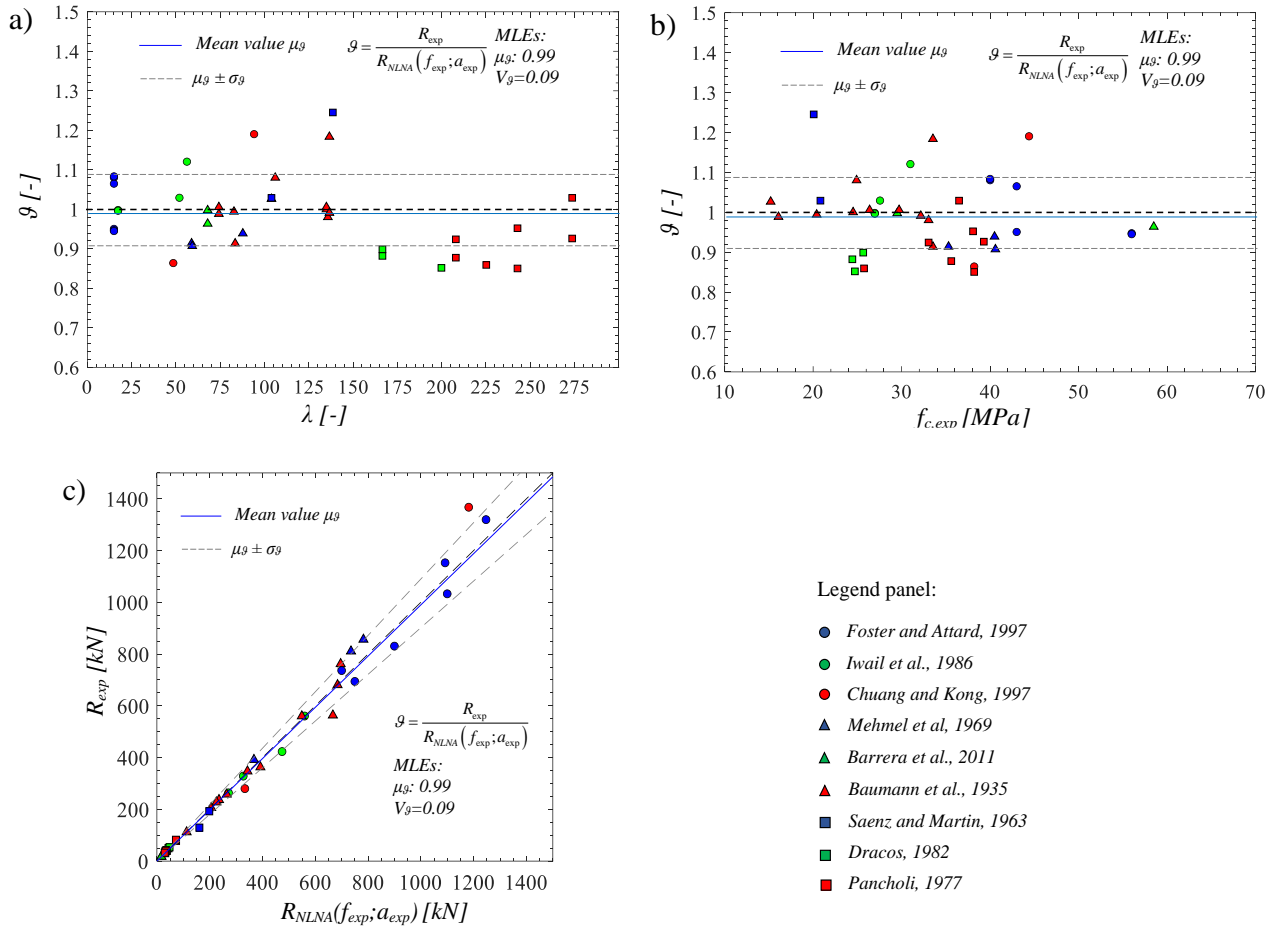 a)
Mean value μϑ
μϑ ± σϑ
ϑ = Rexp / RNLNA(fexp;aexp)
MLEs:
μϑ: 0.99
Vϑ=0.09
ϑ [-]
1.5
1.4
1.3
1.2
1.1
1
0.9
0.8
0.7
0.6
0 25 50 75 100 125 150 175 200 225 250 275
λ [-]
b)
Mean value μϑ
μϑ ± σϑ
ϑ = Rexp / RNLNA(fexp;aexp)
MLEs:
μϑ: 0.99
Vϑ=0.09
ϑ [-]
1.5
1.4
1.3
1.2
1.1
1
0.9
0.8
0.7
0.6
10 20 30 40 50 60 70
fc,exp [MPa]
c)
Mean value μϑ
μϑ ± σϑ
ϑ = Rexp / RNLNA(fexp;aexp)
MLEs:
μϑ: 0.99
Vϑ=0.09
Rexp [kN]
1400
1200
1000
800
600
400
200
0
0 200 400 600 800 1000 1200 1400
RNLNA(fexp;aexp) [kN]
Legend panel:
Foster and Attard, 1997
Iwail et al., 1986
Chuang and Kong, 1997
Mehmel et al, 1969
Barrera et al., 2011
Baumann et al., 1935
Saenz and Martin, 1963
Dracos, 1982
Pancholi, 1977